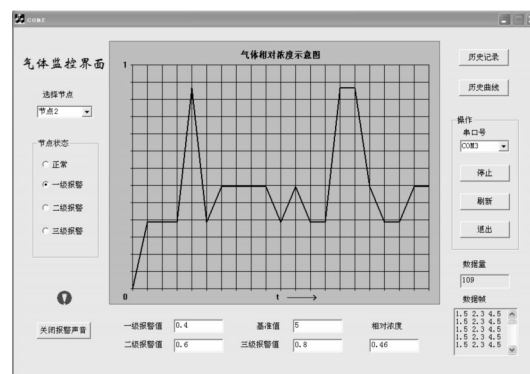 COMF
气体监控界面
选择节点
节点2
节点状态
正常
一级报警
二级报警
三级报警
关闭报警声音
气体相对浓度示意图
1
0
t
一级报警值 0.4
基准值 5
相对浓度
二级报警值 0.6
三级报警值 0.8
0.46
历史记录
历史曲线
操作
串口号
COM3
停止
刷新
退出
数据量
109
数据帧
1.5 2.3 4.5
1.5 2.3 4.5
1.5 2.3 4.5
1.5 2.3 4.5
1.5 2.3 4.5